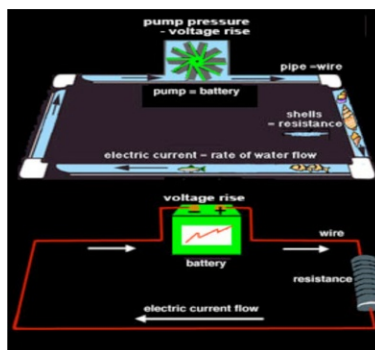 pump pressure
- voltage rise
pipe =wire
pump = battery
shells
= resistance
electric current – rate of water flow
voltage rise
- +
wire
battery
resistance
electric current flow